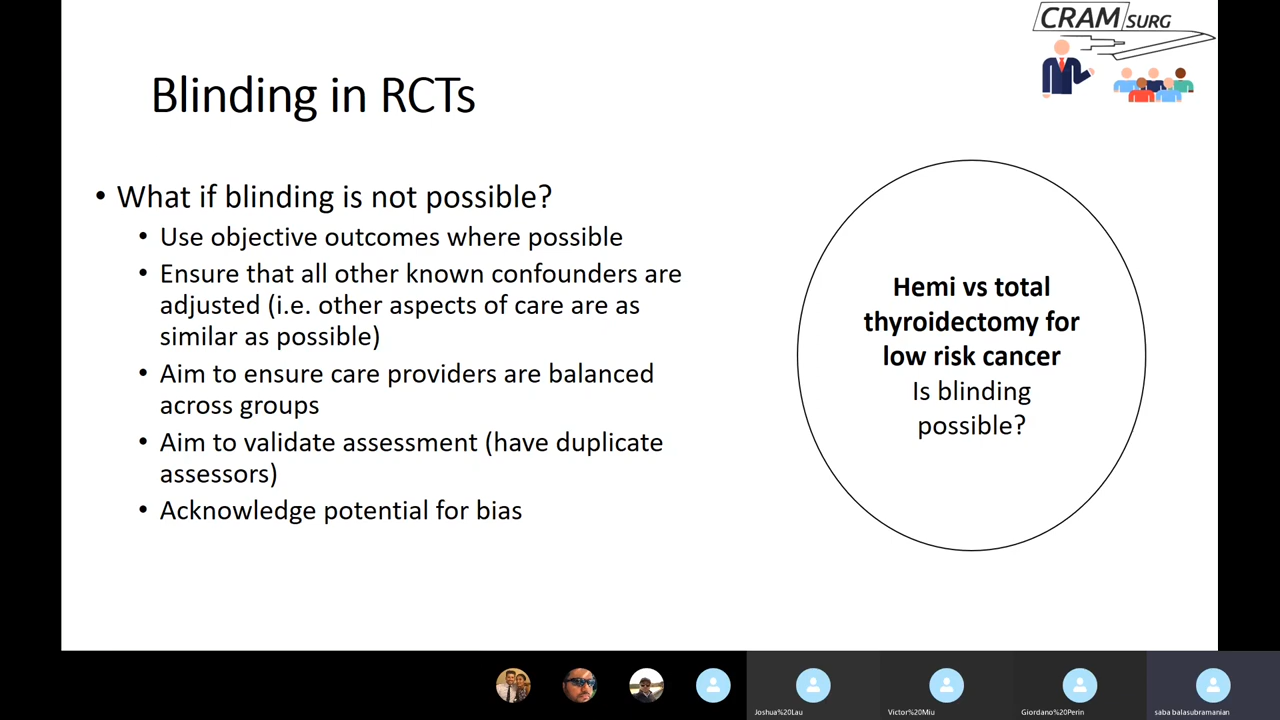 CRAM SURG
Blinding in RCTs
• What if blinding is not possible?
• Use objective outcomes where possible
• Ensure that all other known confounders are
adjusted (i.e. other aspects of care are as
similar as possible)
• Aim to ensure care providers are balanced
across groups
• Aim to validate assessment (have duplicate
assessors)
• Acknowledge potential for bias
Hemi vs total
thyroidectomy for
low risk cancer
Is blinding
possible?
Joshua%20Lau
Victor%20Miu
Giordano%20Perin
saba balasubramanian